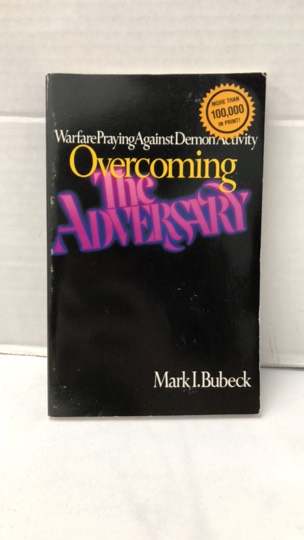 MORE THAN
100,000
IN PRINT!
Warfare Praying Against Demon Activity
Overcoming
The
ADVERSARY
Mark I. Bubeck